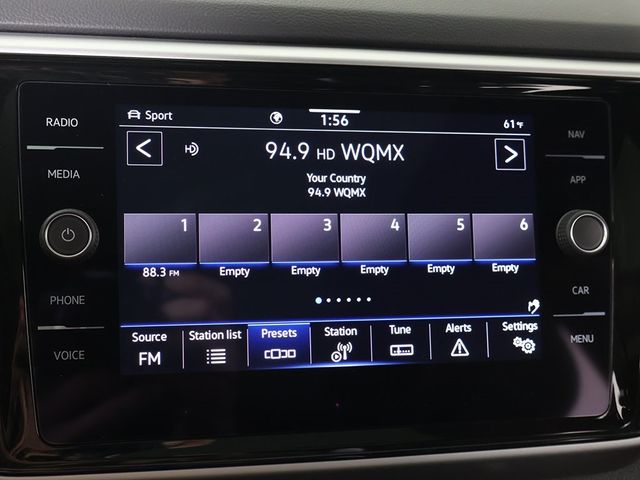 RADIO
MEDIA
PHONE
VOICE
Sport
1:56
61 °F
94.9 HD WQMX
Your Country
94.9 WQMX
1 2 3 4 5 6
88.3 FM Empty Empty Empty Empty Empty
Source Station list Presets Station Tune Alerts Settings
FM
NAV
APP
CAR
MENU